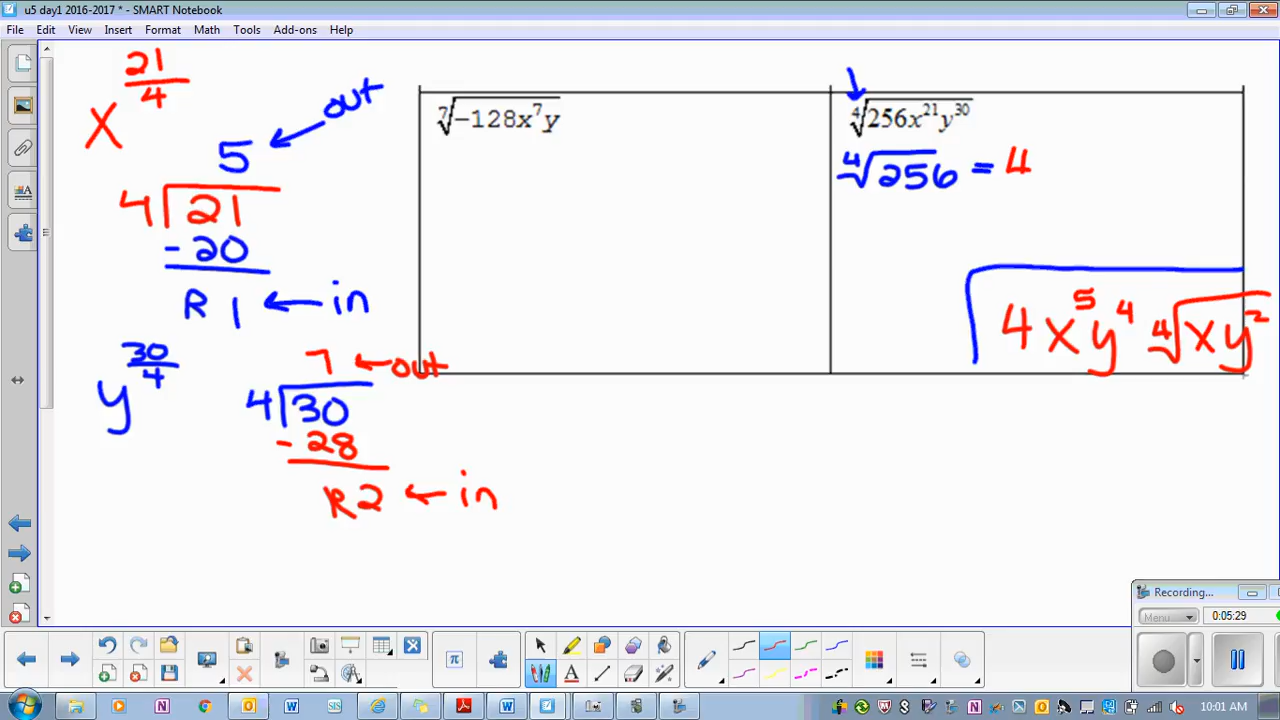 u5 day1 2016-2017 * - SMART Notebook
File Edit View Insert Format Math Tools Add-ons Help
x^(21/4)
out
5
4)21
-20
R 1 ← in
y^(30/4)
7 ← out
4)30
-28
R2 ← in
⁷√-128x⁷y
⁴√256x²¹y³⁰
⁴√256 = 4
4x⁵y⁴ ⁴√xy²
Recording...
Menu
0:05:29
π
A
SIS
10:01 AM